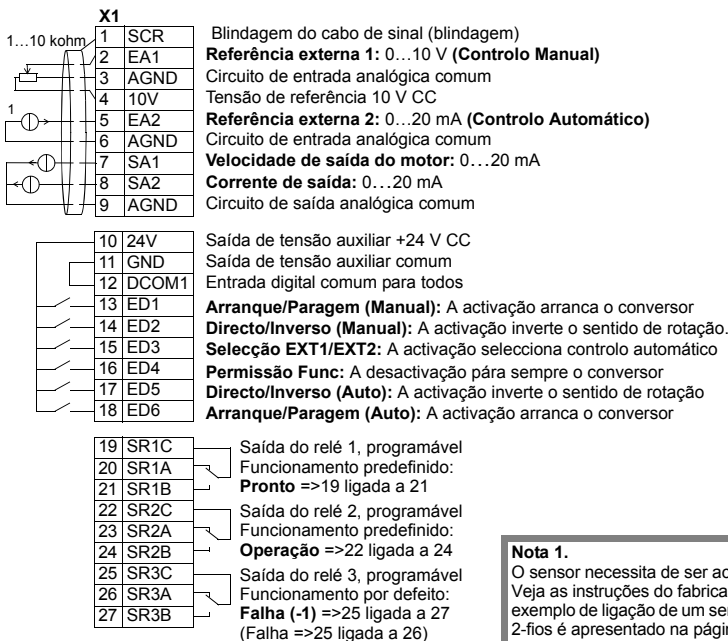 X1
1…10 kohm
1 SCR Blindagem do cabo de sinal (blindagem)
2 EA1 Referência externa 1: 0…10 V (Controlo Manual)
3 AGND Circuito de entrada analógica comum
4 10V Tensão de referência 10 V CC
1
5 EA2 Referência externa 2: 0…20 mA (Controlo Automático)
6 AGND Circuito de entrada analógica comum
7 SA1 Velocidade de saída do motor: 0…20 mA
8 SA2 Corrente de saída: 0…20 mA
9 AGND Circuito de saída analógica comum
10 24V Saída de tensão auxiliar +24 V CC
11 GND Saída de tensão auxiliar comum
12 DCOM1 Entrada digital comum para todos
13 ED1 Arranque/Paragem (Manual): A activação arranca o conversor
14 ED2 Directo/Inverso (Manual): A activação inverte o sentido de rotação.
15 ED3 Selecção EXT1/EXT2: A activação selecciona controlo automático
16 ED4 Permissão Func: A desactivação pára sempre o conversor
17 ED5 Directo/Inverso (Auto): A activação inverte o sentido de rotação
18 ED6 Arranque/Paragem (Auto): A activação arranca o conversor
19 SR1C Saída do relé 1, programável
20 SR1A Funcionamento predefinido:
21 SR1B Pronto =>19 ligada a 21
22 SR2C Saída do relé 2, programável
23 SR2A Funcionamento predefinido:
24 SR2B Operação =>22 ligada a 24
25 SR3C Saída do relé 3, programável
26 SR3A Funcionamento por defeito:
27 SR3B Falha (-1) =>25 ligada a 27
(Falha =>25 ligada a 26)
Nota 1.
O sensor necessita de ser
Veja as instruções do
exemplo de ligação de um
2-fios é apresentado na